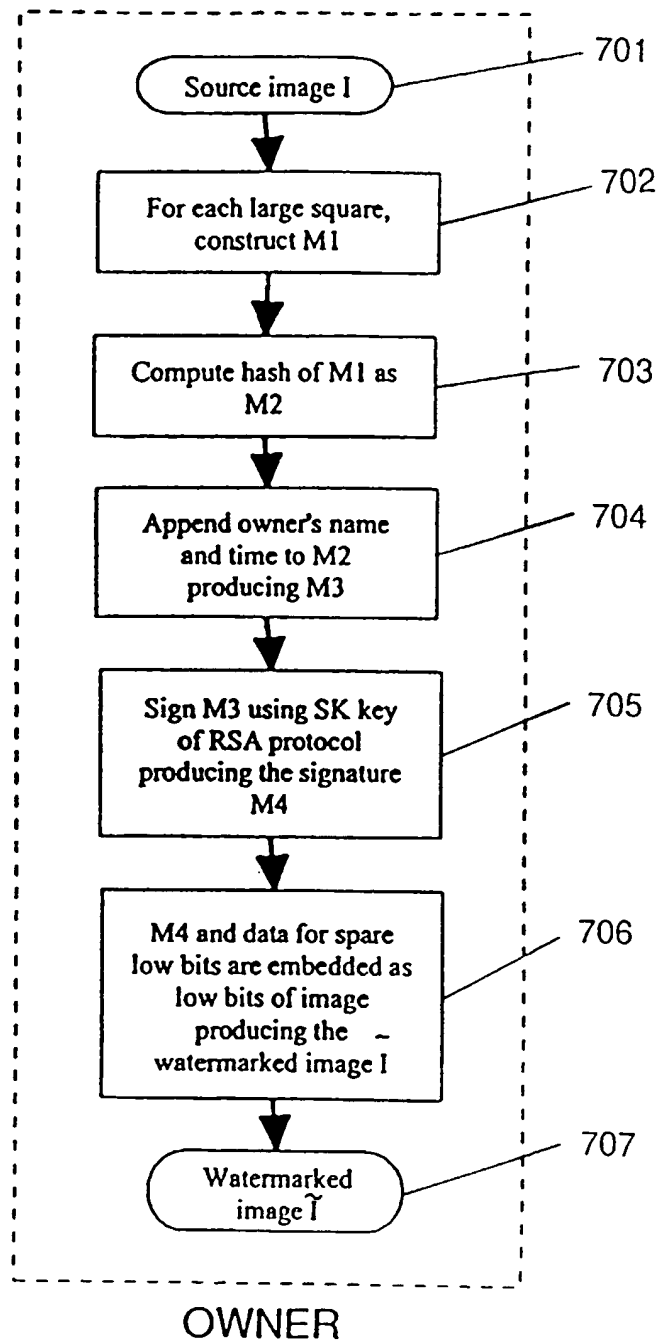 701
Source image I
702
For each large square,
construct M1
703
Compute hash of M1 as
M2
704
Append owner's name
and time to M2
producing M3
705
Sign M3 using SK key
of RSA protocol
producing the signature
M4
706
M4 and data for spare
low bits are embedded as
low bits of image
producing the ~
watermarked image I
707
Watermarked
image Ĩ
OWNER